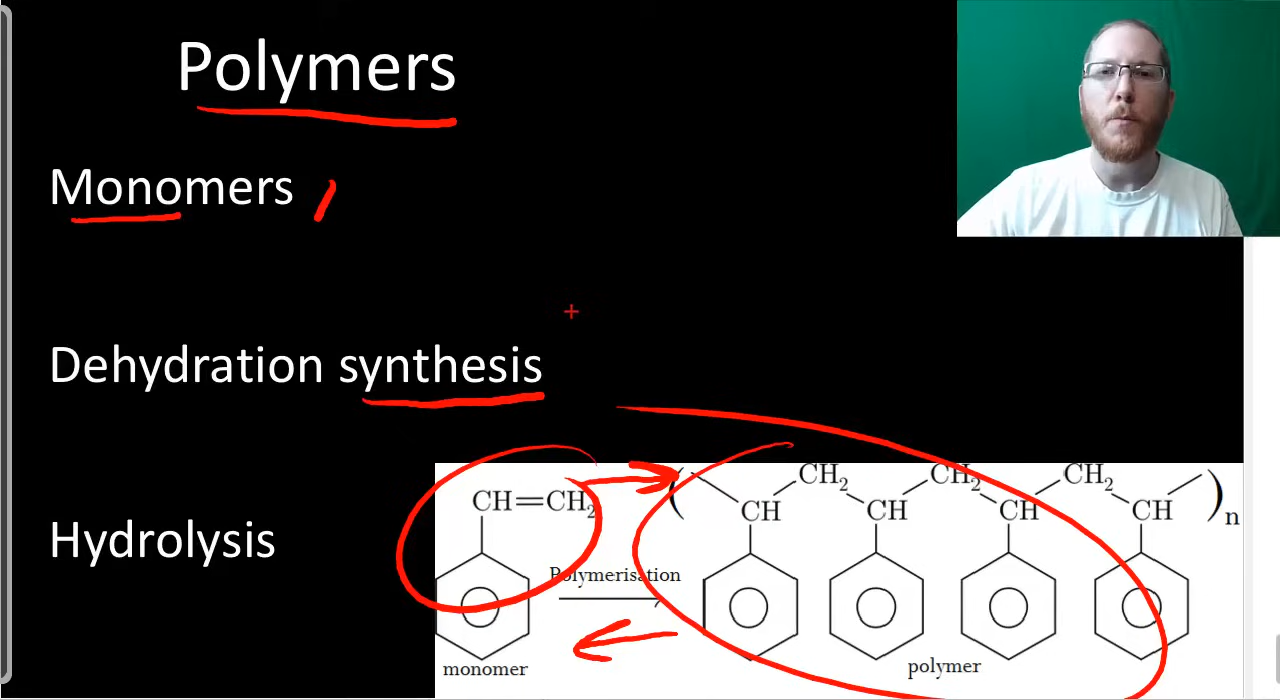 Polymers
Monomers
Dehydration synthesis
Hydrolysis
CH=CH₂
Polymerisation
monomer
( CH₂ CH₂ CH₂ )n
CH CH CH CH
polymer